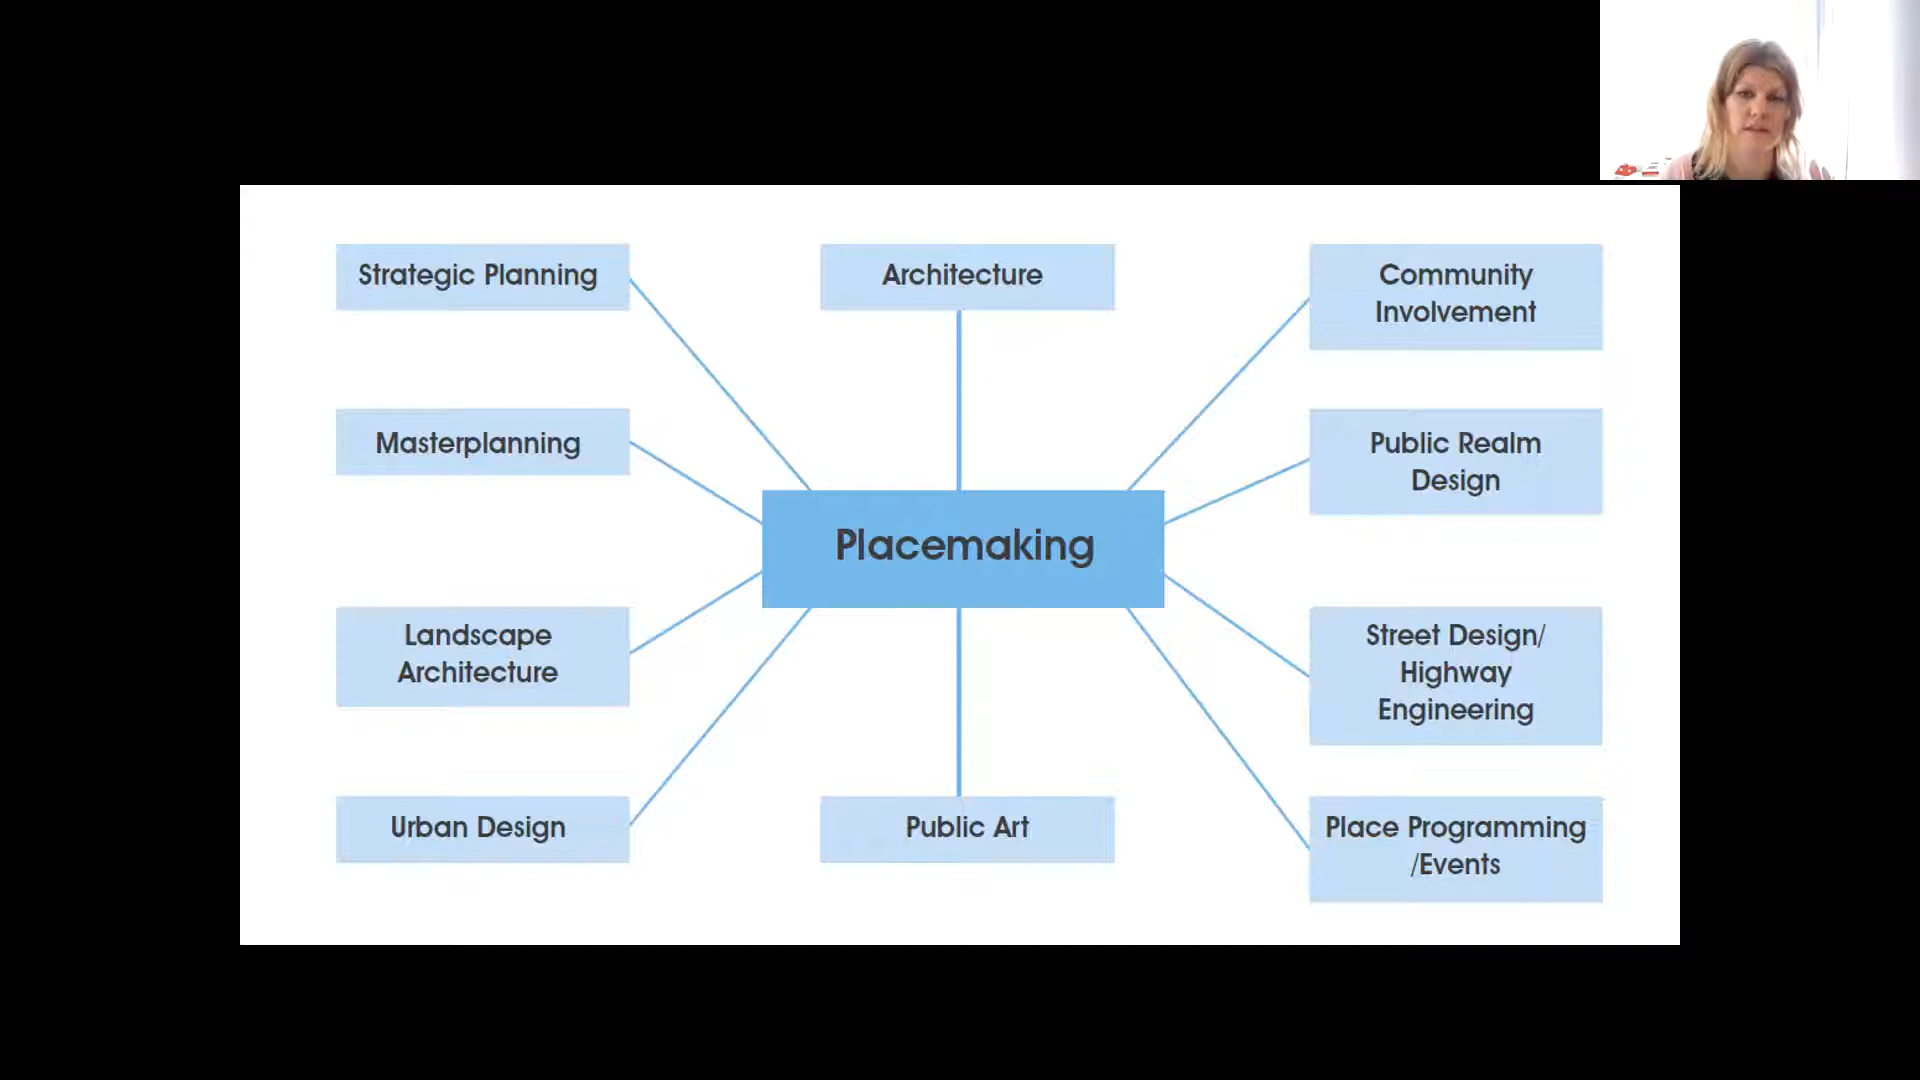 Strategic Planning
Architecture
Community
Involvement
Masterplanning
Public Realm
Design
Placemaking
Landscape
Architecture
Street Design/
Highway
Engineering
Urban Design
Public Art
Place Programming
/Events